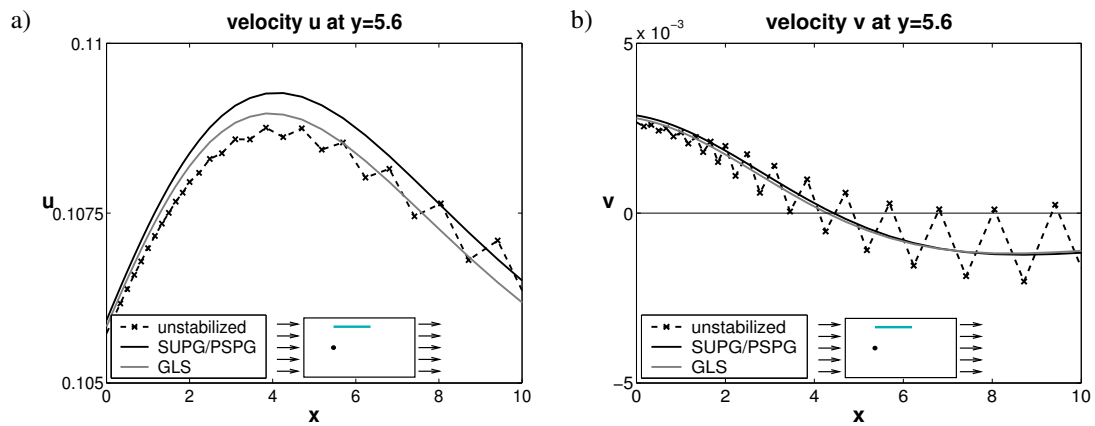 a)
velocity u at y=5.6
0.11
u
0.1075
0.105
unstabilized
SUPG/PSPG
GLS
0 2 4 6 8 10
x
b)
velocity v at y=5.6
x 10⁻³
5
v
0
−5
unstabilized
SUPG/PSPG
GLS
0 2 4 6 8 10
x